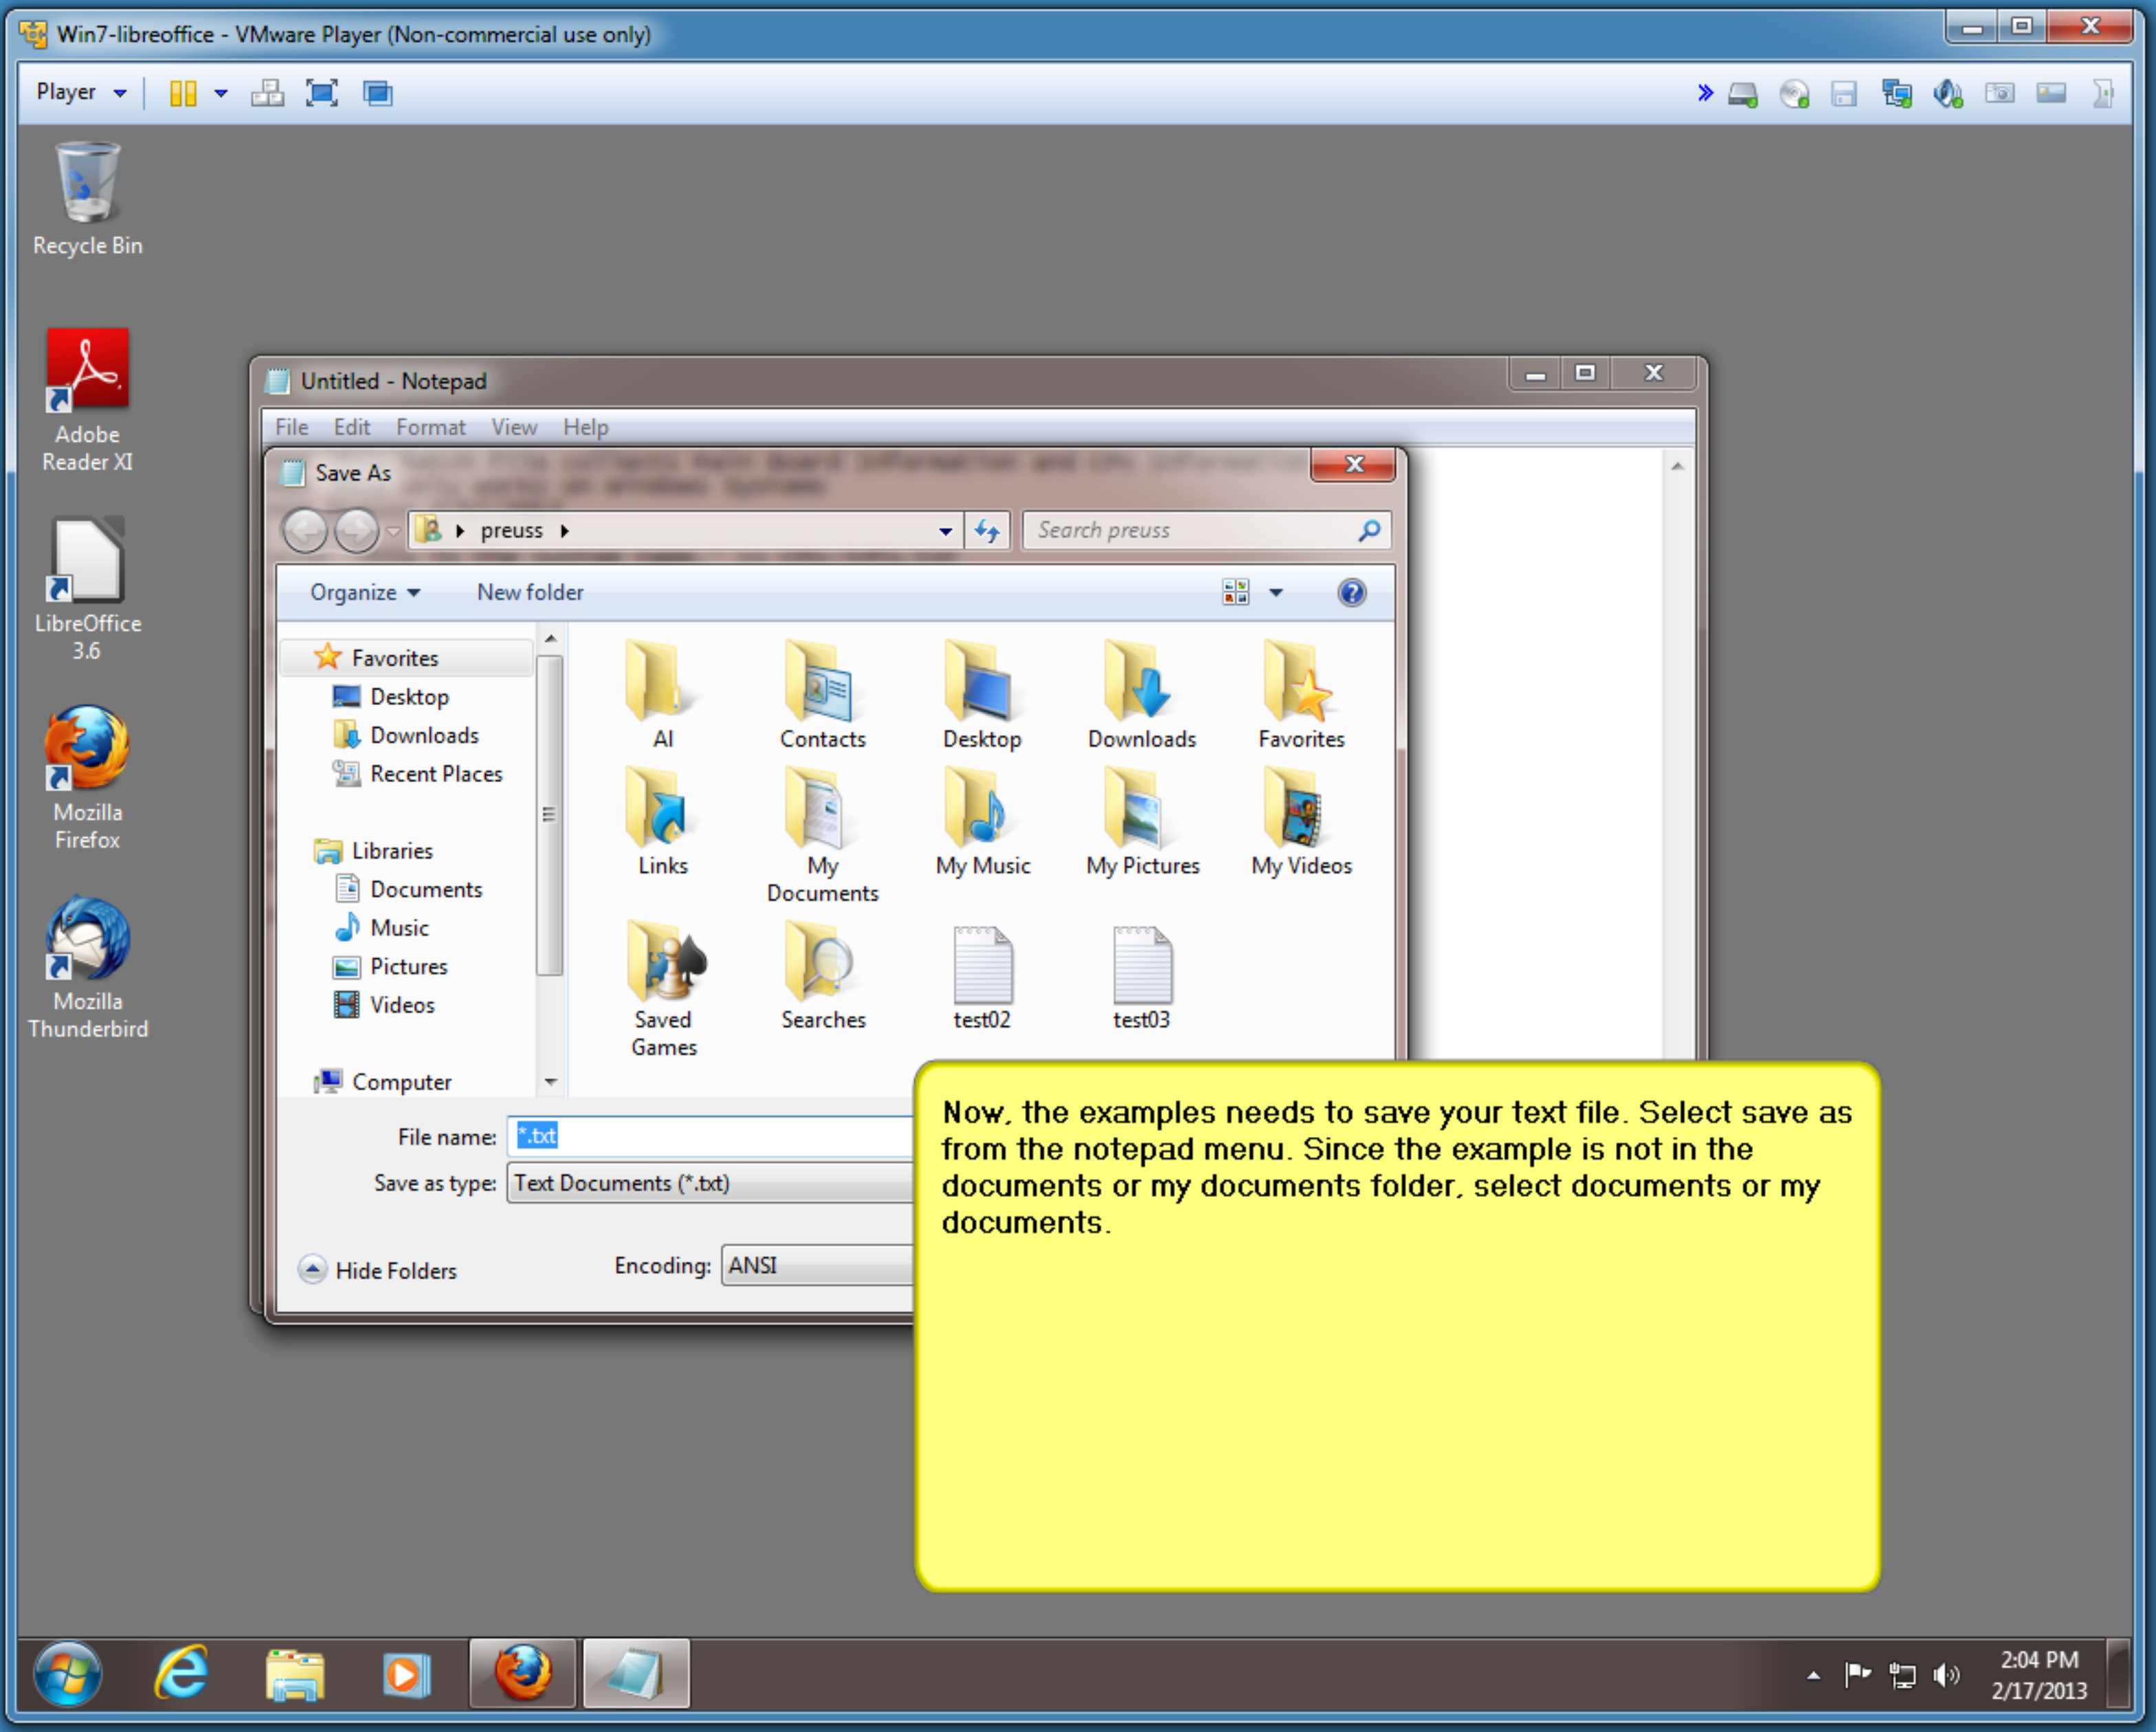 Win7-libreoffice - VMware Player (Non-commercial use only)
Player
Recycle Bin
Adobe
Reader XI
LibreOffice
3.6
Mozilla
Firefox
Mozilla
Thunderbird
Untitled - Notepad
File Edit Format View Help
Save As
preuss
Search preuss
Organize
New folder
Favorites
Desktop
Downloads
Recent Places
Libraries
Documents
Music
Pictures
Videos
Computer
AI
Contacts
Desktop
Downloads
Favorites
Links
My
Documents
My Music
My Pictures
My Videos
Saved
Games
Searches
test02
test03
File name: *.txt
Save as type: Text Documents (*.txt)
Hide Folders
Encoding: ANSI
Now, the examples needs to save your text file. Select save as
from the notepad menu. Since the example is not in the
documents or my documents folder, select documents or my
documents.
2:04 PM
2/17/2013